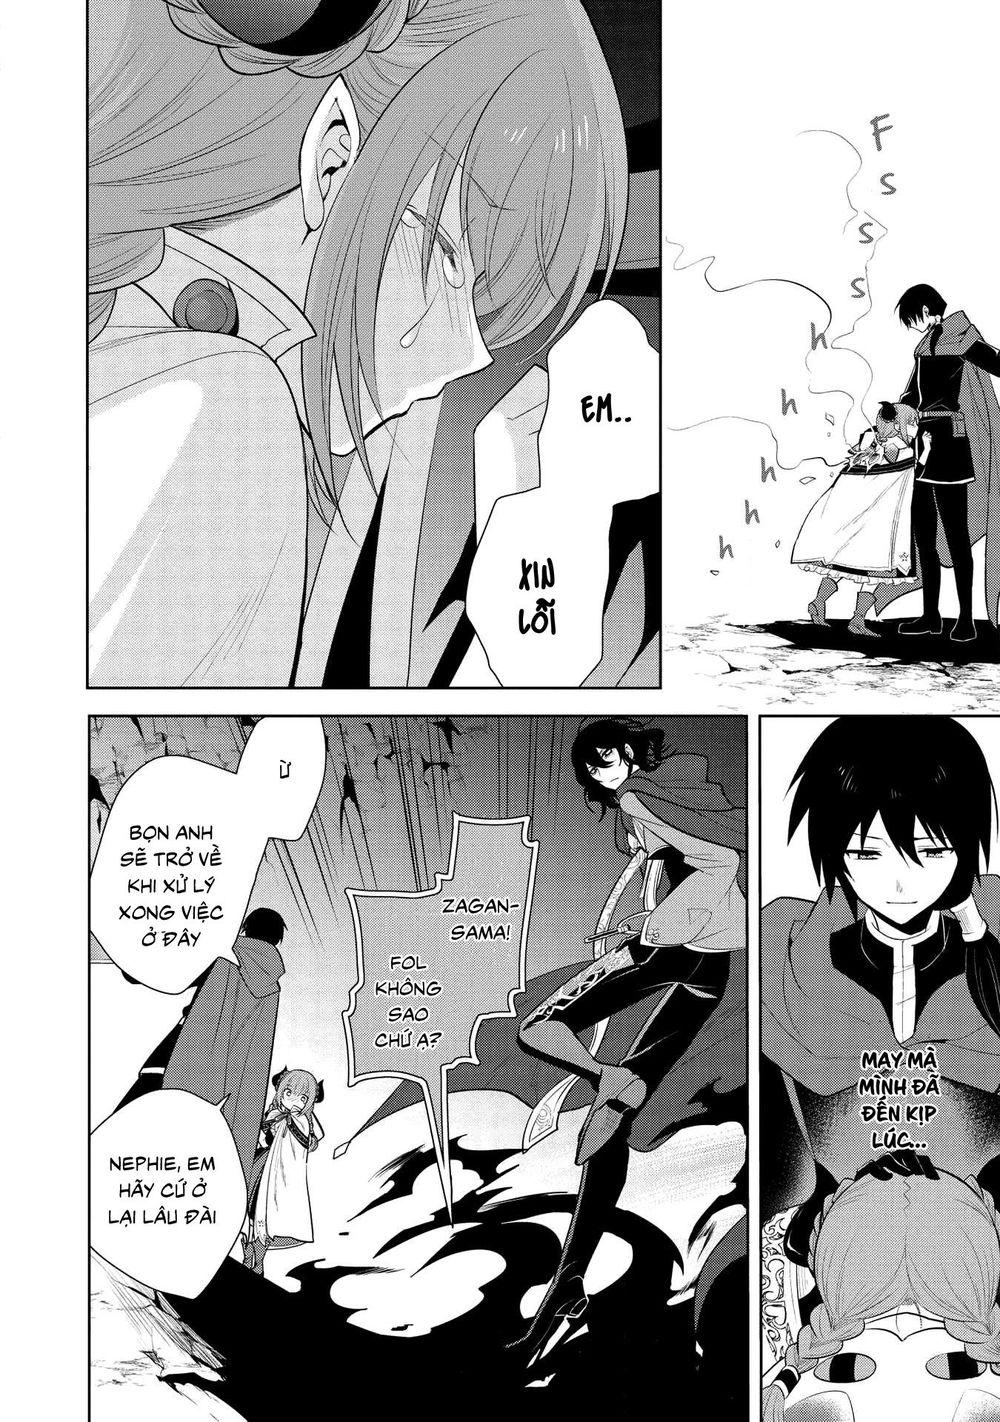 F
s
s
s
h
h
h
h
EM..
XIN
LỖI
MAY MÀ
MÌNH ĐÃ
ĐẾN KỊP
LÚC...
ZAGAN-
SAMA!
FOL
KHÔNG
SAO
CHỨ Ạ?
Ừ
BỌN ANH
SẼ TRỞ VỀ
KHI XỬ LÝ
XONG VIỆC
Ở ĐÂY
NEPHIE, EM
HÃY CỨ Ở
LẠI LÂU ĐÀI